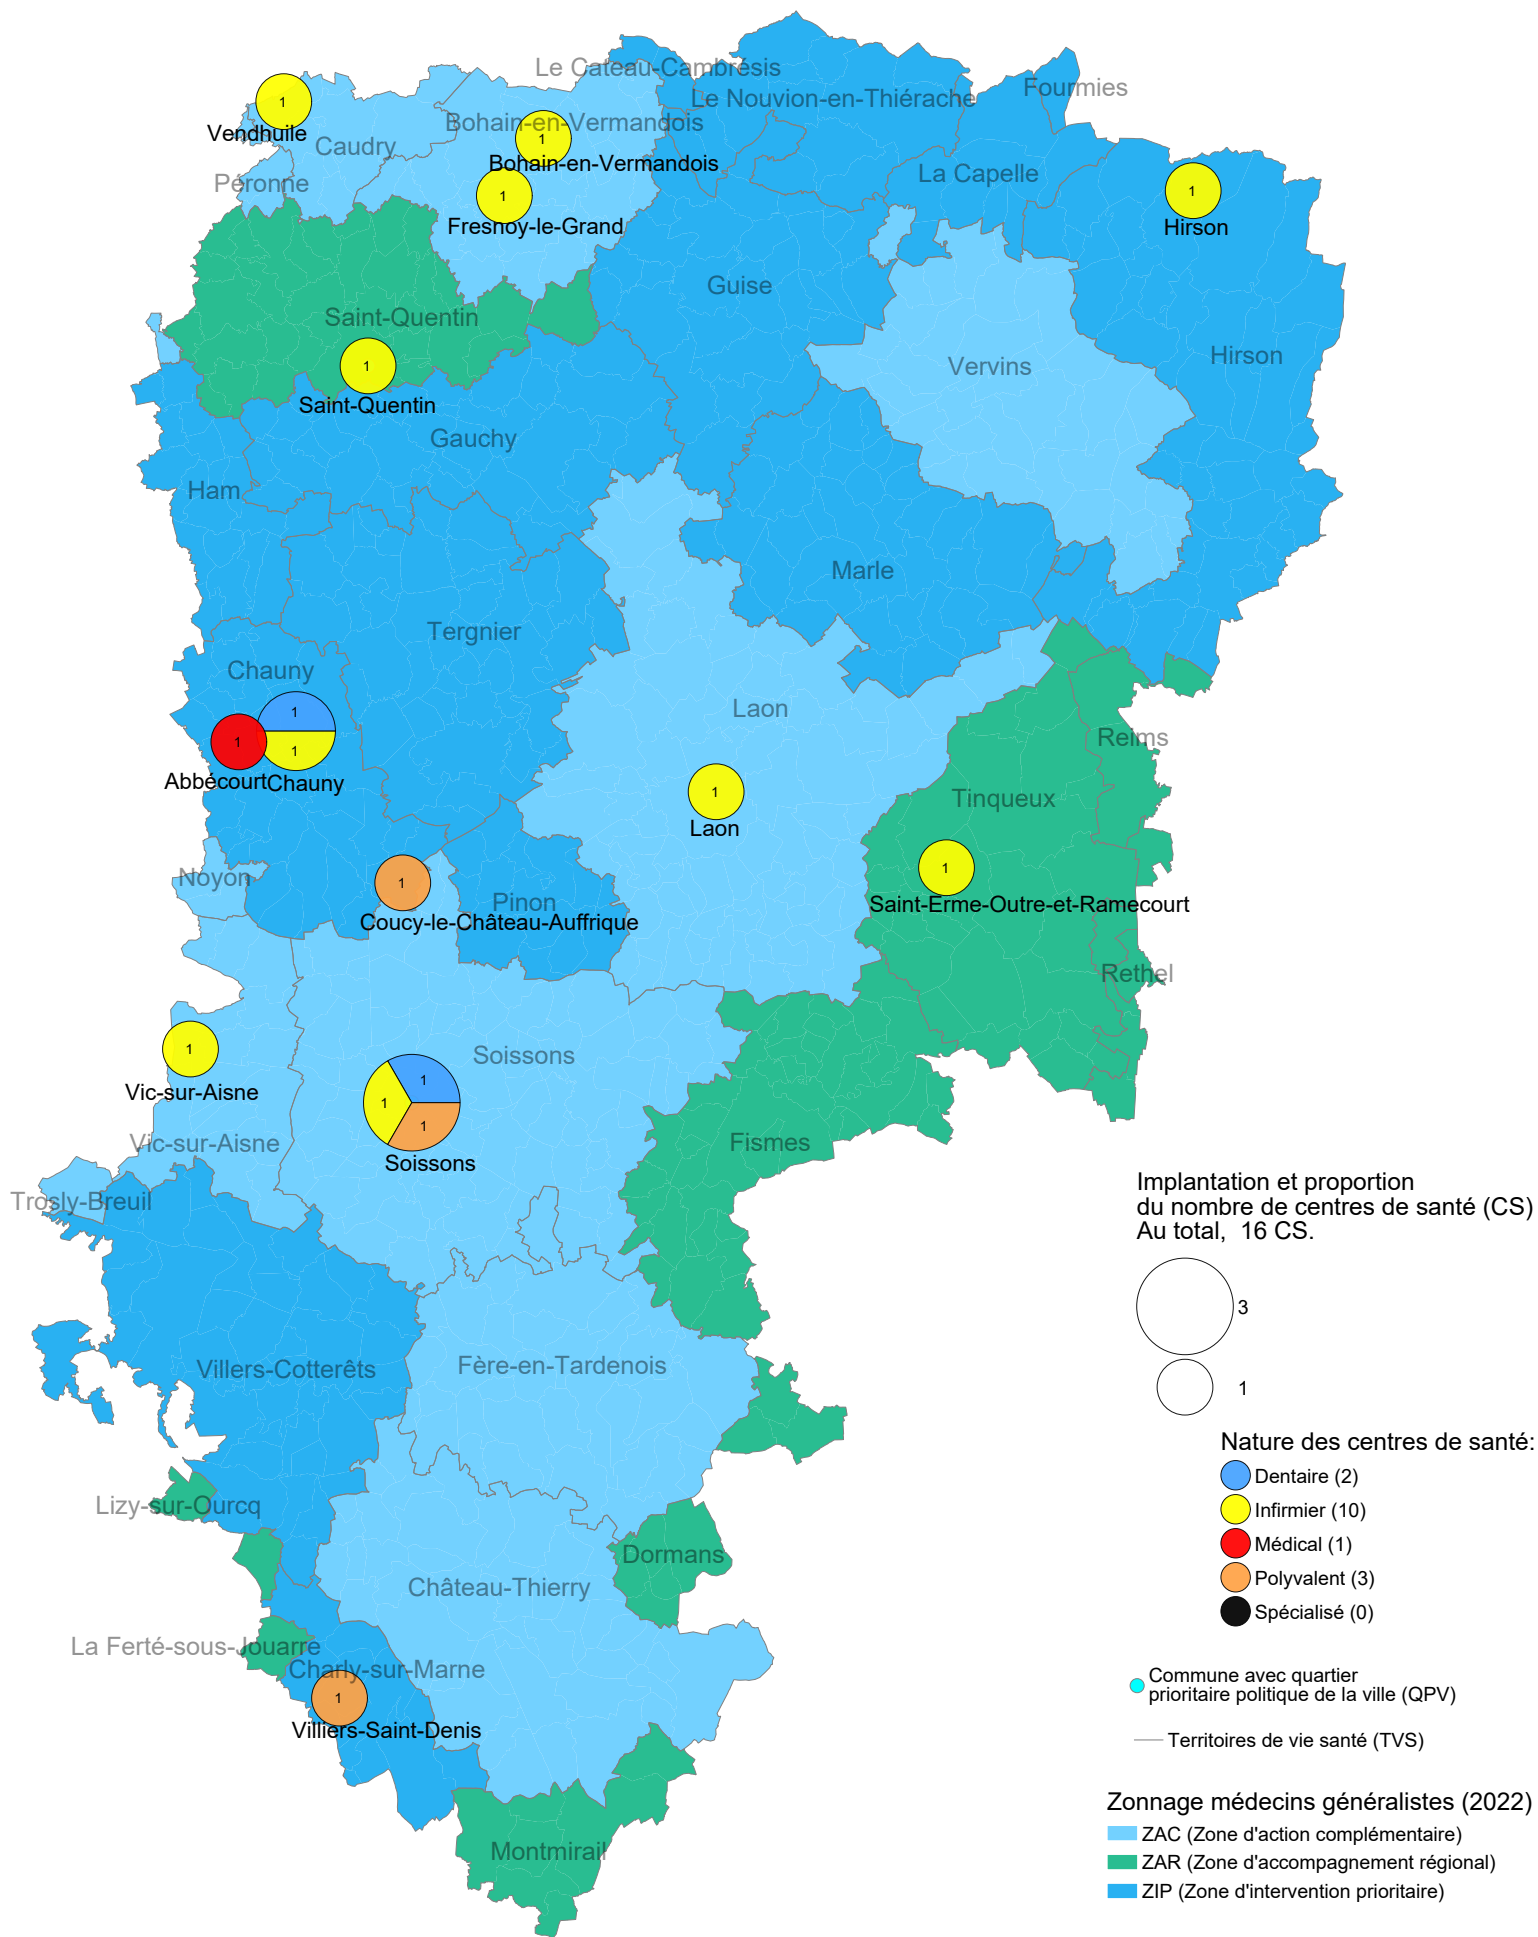 Le Cateau-Cambrésis
Fourmies
Le Nouvion-en-Thiérache
1
Vendhuile
Bohain-en-Vermandois
1
Caudry
Bohain-en-Vermandois
La Capelle
Péronne
1
1
Fresnoy-le-Grand
Hirson
Guise
Saint-Quentin
Hirson
1
Vervins
Saint-Quentin
Gauchy
Ham
Marle
Tergnier
Chauny
Laon
1
1
1
Reims
Abbécourt
Chauny
1
Tinqueux
Laon
1
Noyon
1
Pinon
Saint-Erme-Outre-et-Ramecourt
Coucy-le-Château-Auffrique
Rethel
1
Soissons
1
1
1
Vic-sur-Aisne
Vic-sur-Aisne
Fismes
Soissons
Trosly-Breuil
Villers-Cotterêts
Fère-en-Tardenois
Lizy-sur-Ourcq
Dormans
Château-Thierry
La Ferté-sous-Jouarre
Charly-sur-Marne
1
Villiers-Saint-Denis
Montmirail
Implantation et proportion
du nombre de centres de santé (CS)
Au total,  16 CS.
3
1
Nature des centres de santé:
Dentaire (2)
Infirmier (10)
Médical (1)
Polyvalent (3)
Spécialisé (0)
Commune avec quartier
prioritaire politique de la ville (QPV)
Territoires de vie santé (TVS)
Zonnage médecins généralistes (2022)
ZAC (Zone d'action complémentaire)
ZAR (Zone d'accompagnement régional)
ZIP (Zone d'intervention prioritaire)